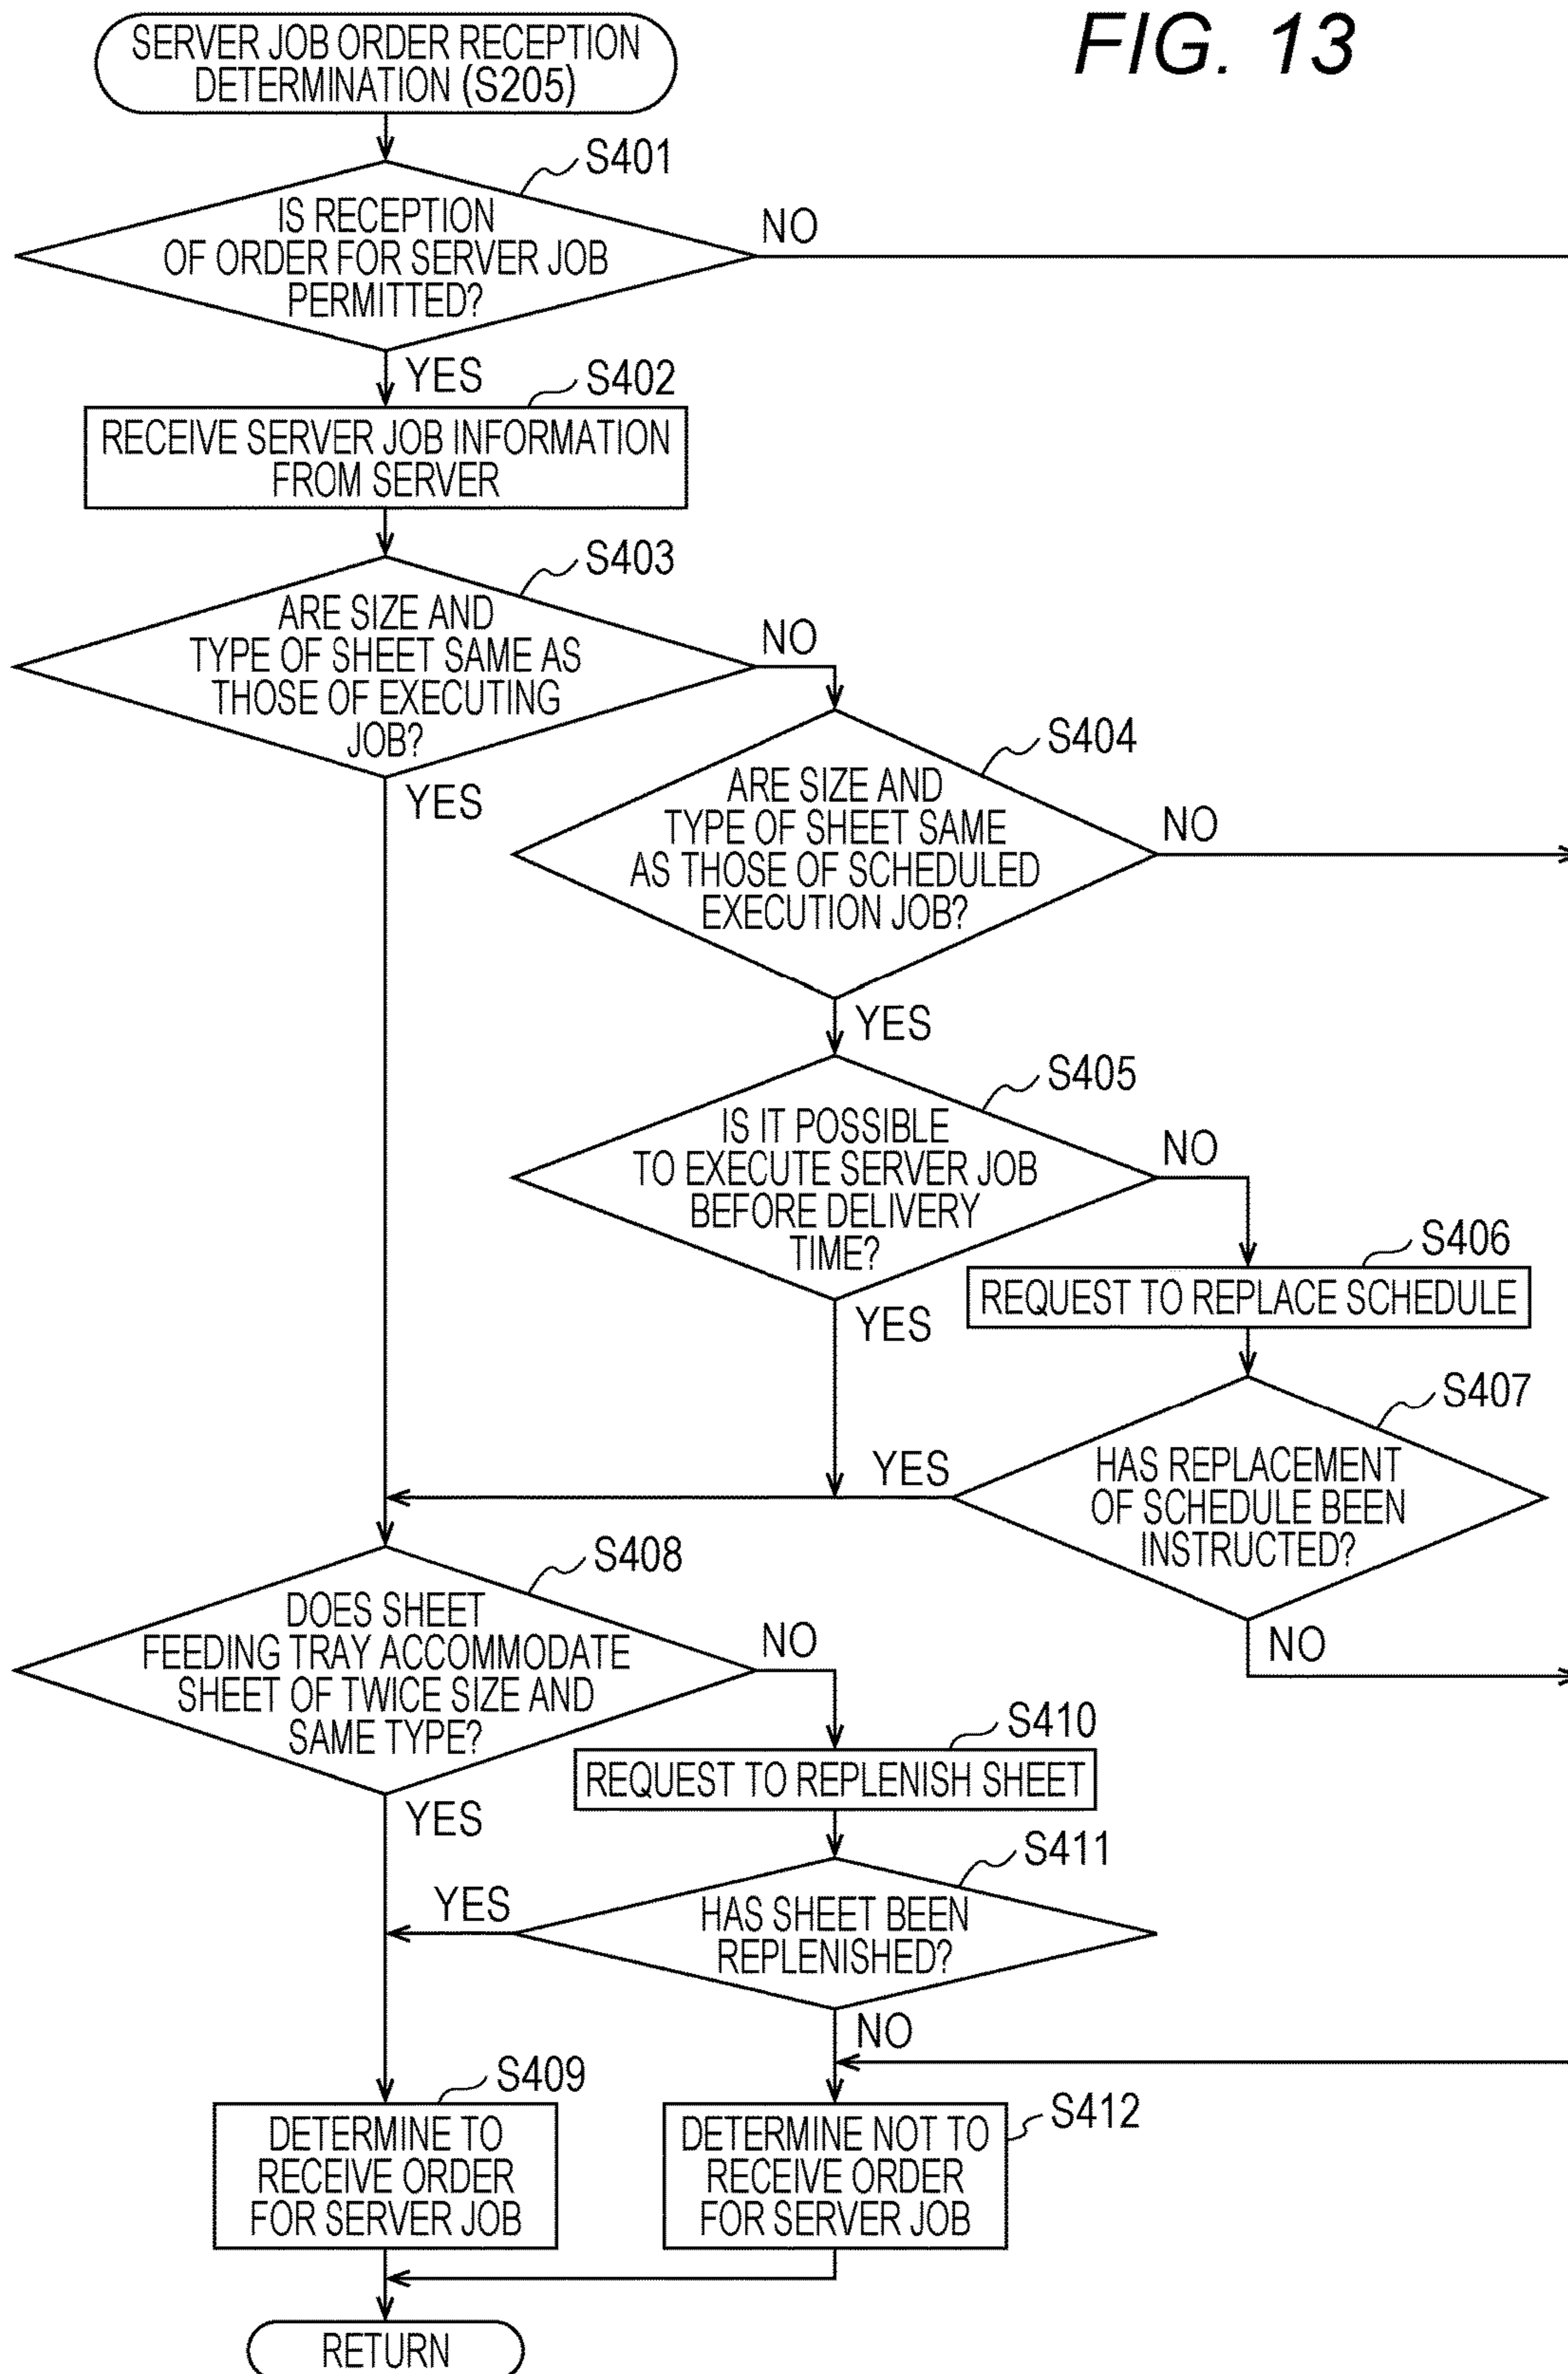 FIG. 13
SERVER JOB ORDER RECEPTION
DETERMINATION (S205)
S401
IS RECEPTION
OF ORDER FOR SERVER JOB
PERMITTED?
NO
YES
S402
RECEIVE SERVER JOB INFORMATION
FROM SERVER
S403
ARE SIZE AND
TYPE OF SHEET SAME AS
THOSE OF EXECUTING
JOB?
NO
YES
S404
ARE SIZE AND
TYPE OF SHEET SAME
AS THOSE OF SCHEDULED
EXECUTION JOB?
NO
YES
S405
IS IT POSSIBLE
TO EXECUTE SERVER JOB
BEFORE DELIVERY
TIME?
NO
YES
S406
REQUEST TO REPLACE SCHEDULE
S407
HAS REPLACEMENT
OF SCHEDULE BEEN
INSTRUCTED?
YES
NO
S408
DOES SHEET
FEEDING TRAY ACCOMMODATE
SHEET OF TWICE SIZE AND
SAME TYPE?
NO
YES
S410
REQUEST TO REPLENISH SHEET
S411
HAS SHEET BEEN
REPLENISHED?
YES
NO
S409
DETERMINE TO
RECEIVE ORDER
FOR SERVER JOB
S412
DETERMINE NOT TO
RECEIVE ORDER
FOR SERVER JOB
RETURN